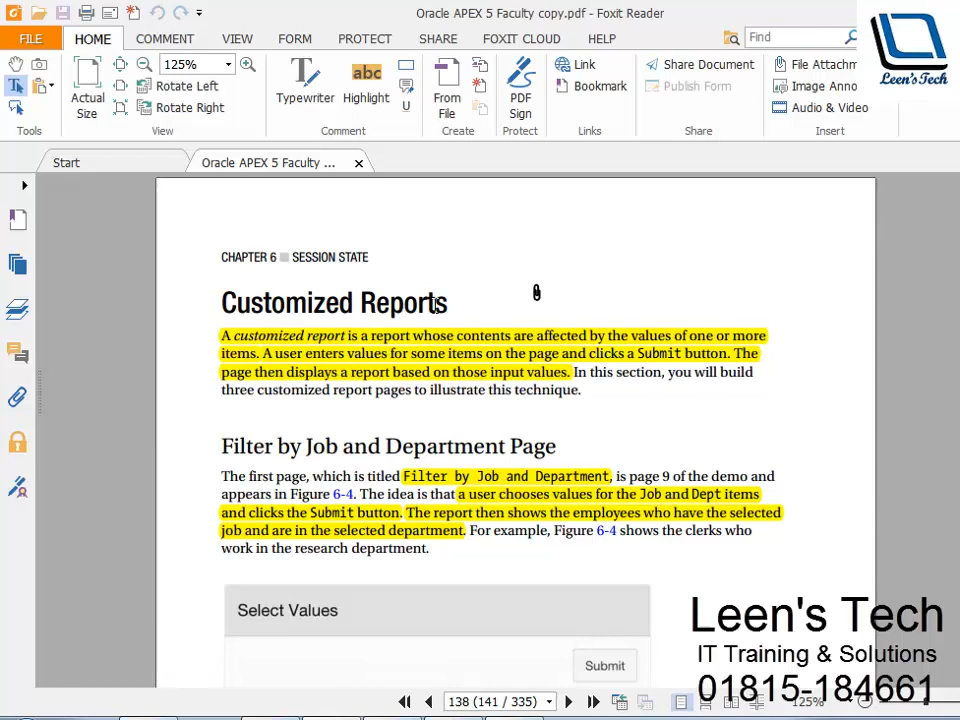 Oracle APEX 5 Faculty copy.pdf - Foxit Reader
FILE HOME COMMENT VIEW FORM PROTECT SHARE FOXIT CLOUD HELP Find
Leen'sTech
Actual Size
125%
Rotate Left
Rotate Right
Typewriter
abc
Highlight
U
From File
PDF Sign
Link
Bookmark
Share Document
Publish Form
File Attachm
Image Anno
Audio & Video
Tools View Comment Create Protect Links Share Insert
Start
Oracle APEX 5 Faculty ...
CHAPTER 6 SESSION STATE
Customized Reports
A customized report is a report whose contents are affected by the values of one or more
items. A user enters values for some items on the page and clicks a Submit button. The
page then displays a report based on those input values. In this section, you will build
three customized report pages to illustrate this technique.
Filter by Job and Department Page
The first page, which is titled Filter by Job and Department, is page 9 of the demo and
appears in Figure 6-4. The idea is that a user chooses values for the Job and Dept items
and clicks the Submit button. The report then shows the employees who have the selected
job and are in the selected department. For example, Figure 6-4 shows the clerks who
work in the research department.
Select Values
Submit
Leen's Tech
IT Training & Solutions
01815-184661
138 (141 / 335)
125%